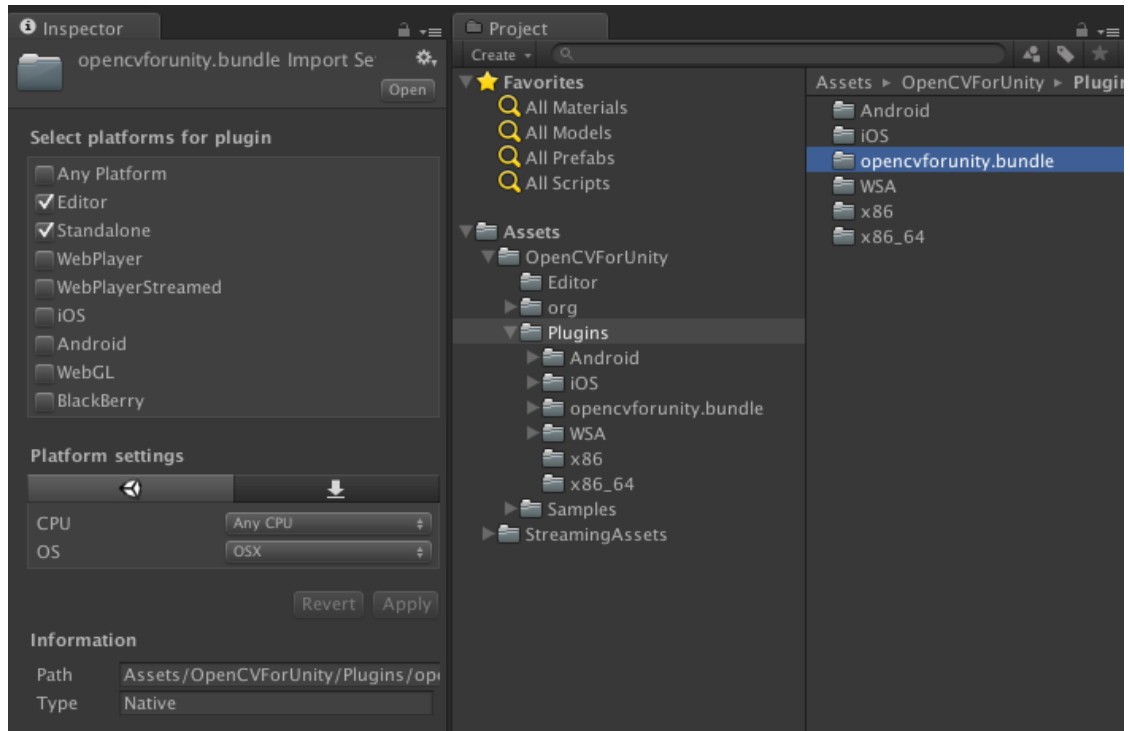 Inspector
opencvforunity.bundle Import Se
Open
Select platforms for plugin
Any Platform
Editor
Standalone
WebPlayer
WebPlayerStreamed
iOS
Android
WebGL
BlackBerry
Platform settings
CPU
Any CPU
OS
OSX
Revert
Apply
Information
Path
Assets/OpenCVForUnity/Plugins/ope
Type
Native
Project
Create
Favorites
All Materials
All Models
All Prefabs
All Scripts
Assets
OpenCVForUnity
Editor
org
Plugins
Android
iOS
opencvforunity.bundle
WSA
x86
x86_64
Samples
StreamingAssets
Assets ▸ OpenCVForUnity ▸ Plugin
Android
iOS
opencvforunity.bundle
WSA
x86
x86_64